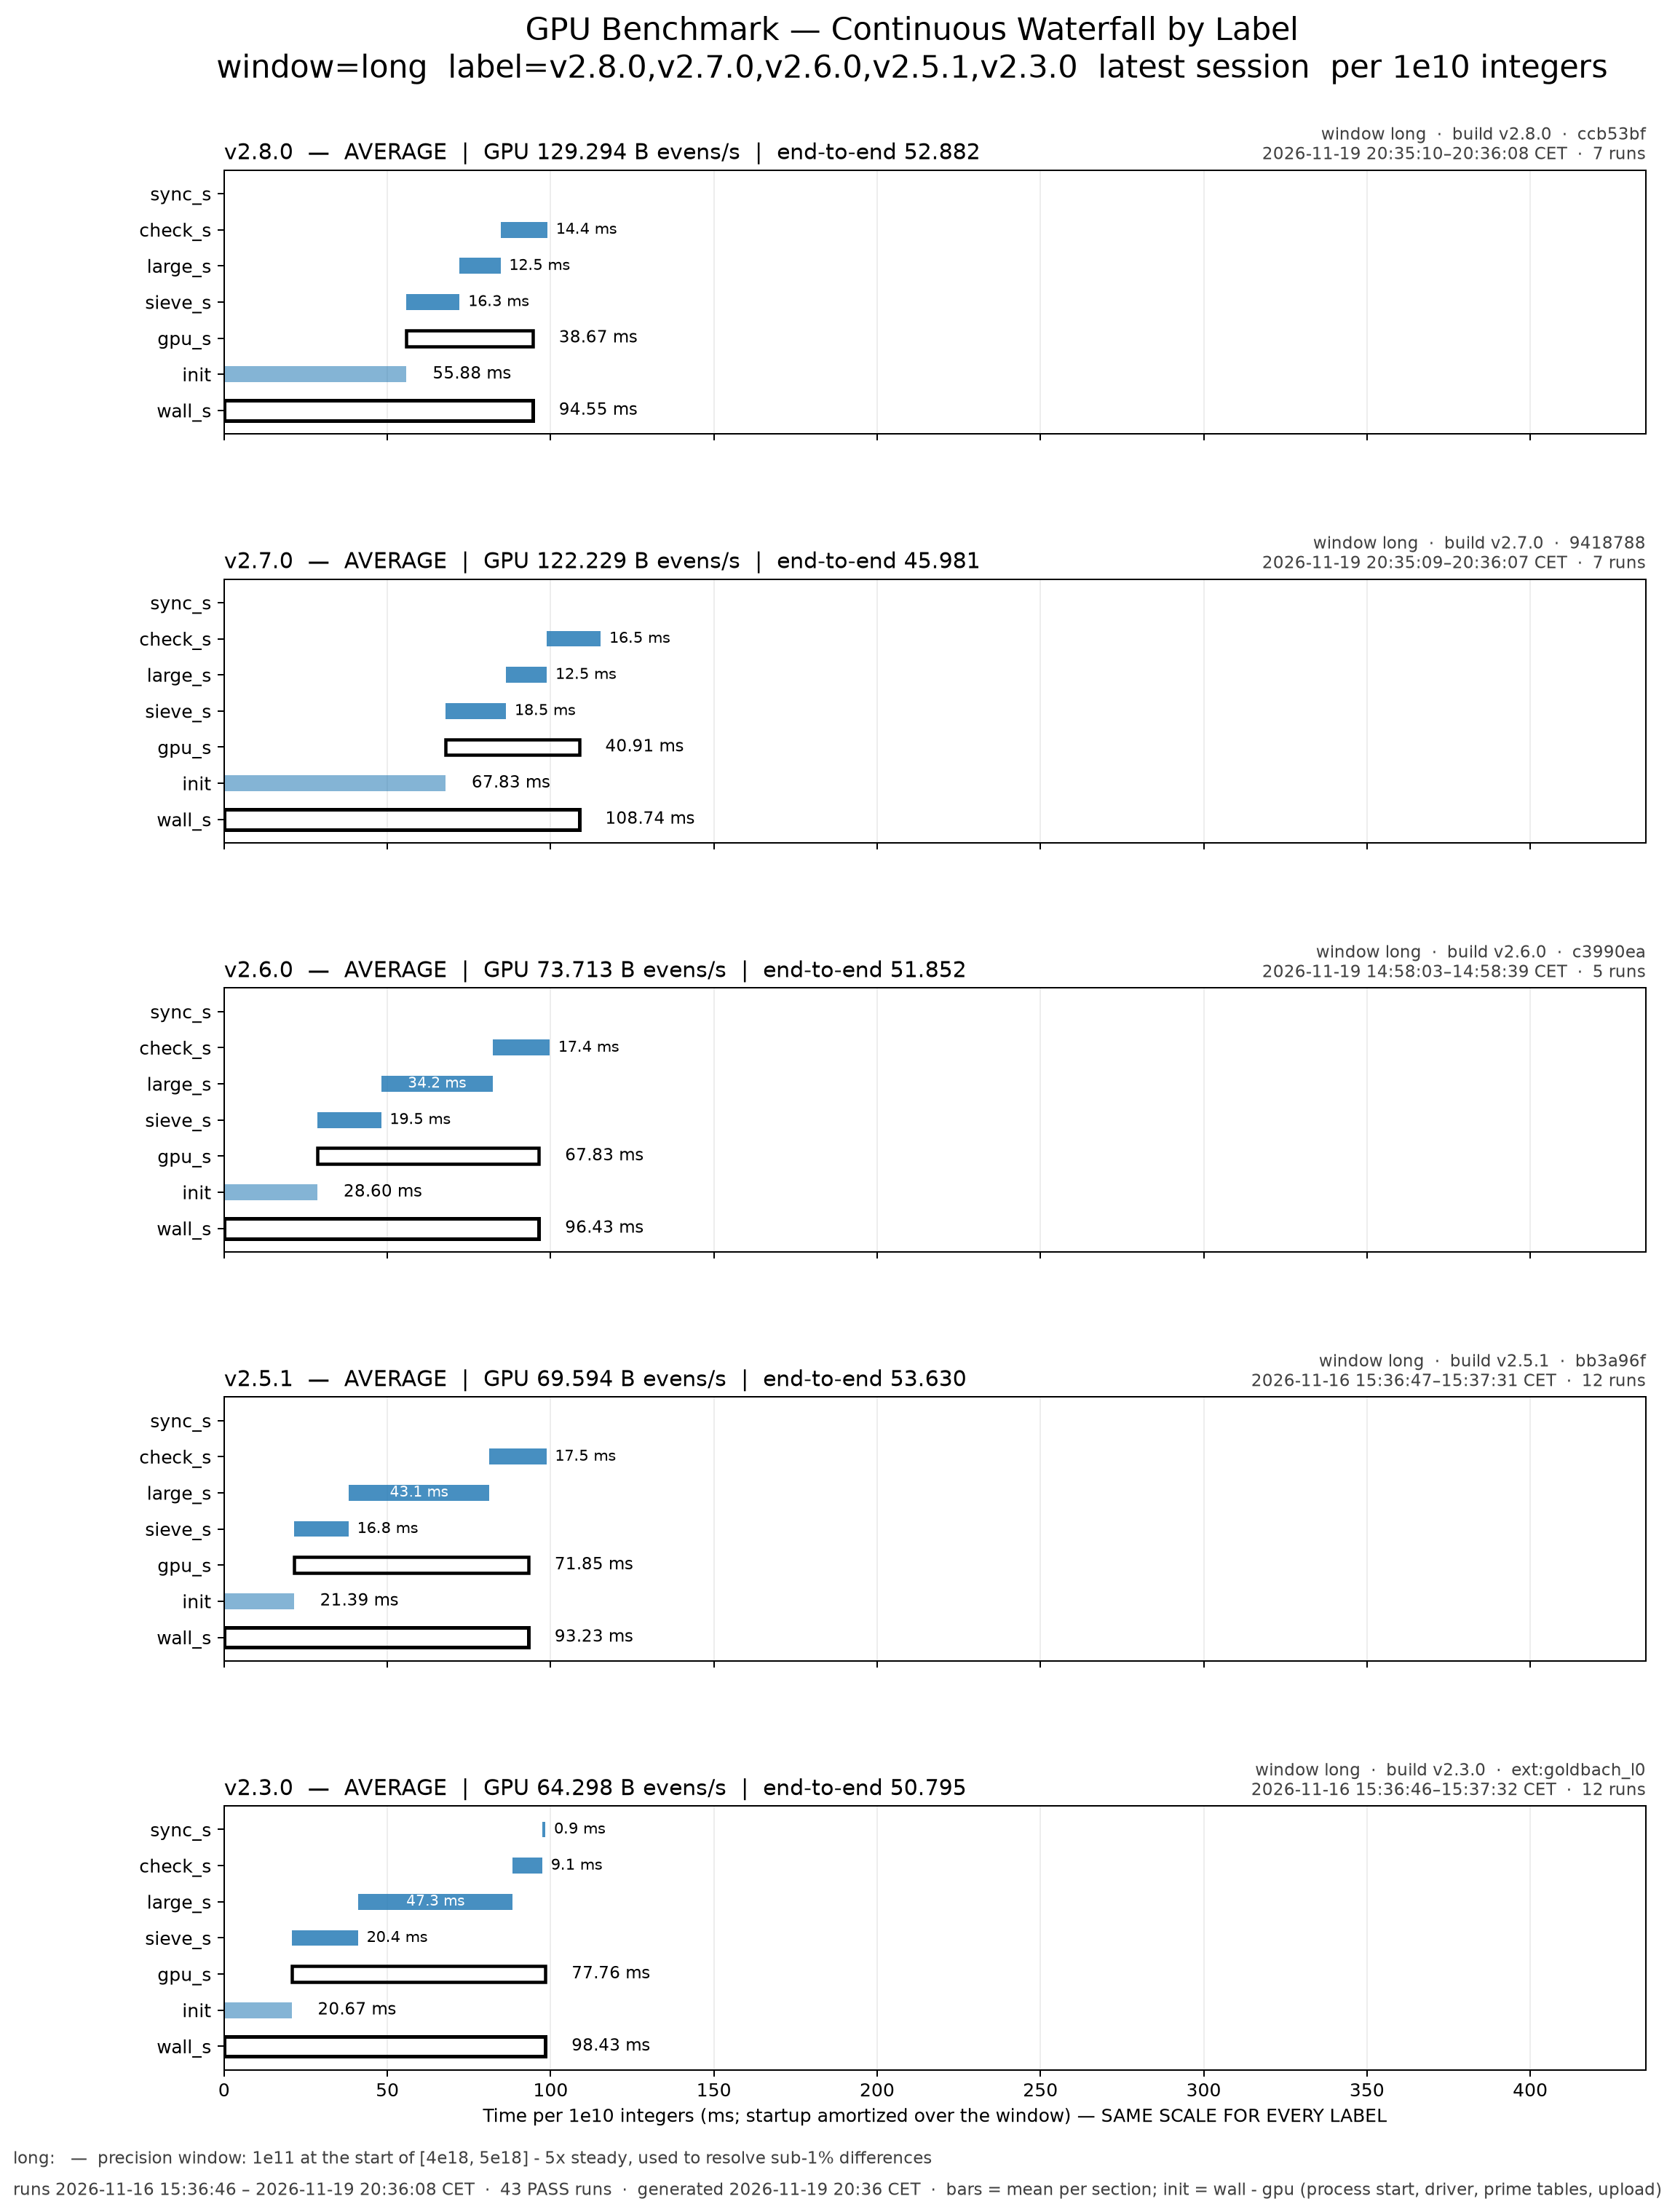 GPU Benchmark — Continuous Waterfall by Label
window=long  label=v2.8.0,v2.7.0,v2.6.0,v2.5.1,v2.3.0  latest session  per 1e10 integers
window long  ·  build v2.8.0  ·  ccb53bf
v2.8.0  —  AVERAGE  |  GPU 129.294 B evens/s  |  end-to-end 52.882
2026-11-19 20:35:10–20:36:08 CET  ·  7 runs
sync_s
check_s 14.4 ms
large_s 12.5 ms
sieve_s 16.3 ms
gpu_s 38.67 ms
init 55.88 ms
wall_s 94.55 ms
window long  ·  build v2.7.0  ·  9418788
v2.7.0  —  AVERAGE  |  GPU 122.229 B evens/s  |  end-to-end 45.981
2026-11-19 20:35:09–20:36:07 CET  ·  7 runs
sync_s
check_s 16.5 ms
large_s 12.5 ms
sieve_s 18.5 ms
gpu_s 40.91 ms
init 67.83 ms
wall_s 108.74 ms
window long  ·  build v2.6.0  ·  c3990ea
v2.6.0  —  AVERAGE  |  GPU 73.713 B evens/s  |  end-to-end 51.852
2026-11-19 14:58:03–14:58:39 CET  ·  5 runs
sync_s
check_s 17.4 ms
large_s 34.2 ms
sieve_s 19.5 ms
gpu_s 67.83 ms
init 28.60 ms
wall_s 96.43 ms
window long  ·  build v2.5.1  ·  bb3a96f
v2.5.1  —  AVERAGE  |  GPU 69.594 B evens/s  |  end-to-end 53.630
2026-11-16 15:36:47–15:37:31 CET  ·  12 runs
sync_s
check_s 17.5 ms
large_s 43.1 ms
sieve_s 16.8 ms
gpu_s 71.85 ms
init 21.39 ms
wall_s 93.23 ms
window long  ·  build v2.3.0  ·  ext:goldbach_l0
v2.3.0  —  AVERAGE  |  GPU 64.298 B evens/s  |  end-to-end 50.795
2026-11-16 15:36:46–15:37:32 CET  ·  12 runs
sync_s 0.9 ms
check_s 9.1 ms
large_s 47.3 ms
sieve_s 20.4 ms
gpu_s 77.76 ms
init 20.67 ms
wall_s 98.43 ms
0 50 100 150 200 250 300 350 400
Time per 1e10 integers (ms; startup amortized over the window) — SAME SCALE FOR EVERY LABEL
long:   —  precision window: 1e11 at the start of [4e18, 5e18] - 5x steady, used to resolve sub-1% differences
runs 2026-11-16 15:36:46 – 2026-11-19 20:36:08 CET  ·  43 PASS runs  ·  generated 2026-11-19 20:36 CET  ·  bars = mean per section; init = wall - gpu (process start, driver, prime tables, upload)